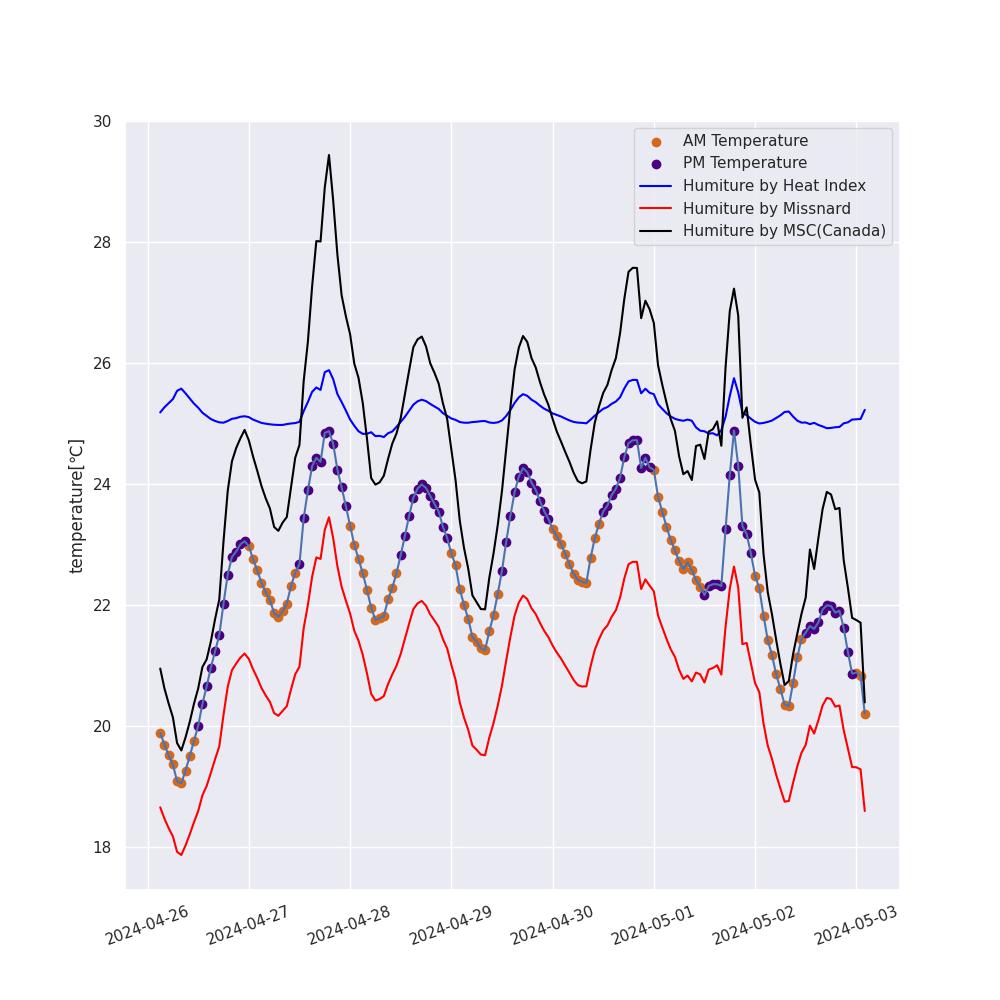 30
28
26
24
22
20
18
temperature[℃]
AM Temperature
PM Temperature
Humiture by Heat Index
Humiture by Missnard
Humiture by MSC(Canada)
2024-04-26
2024-04-27
2024-04-28
2024-04-29
2024-04-30
2024-05-01
2024-05-02
2024-05-03